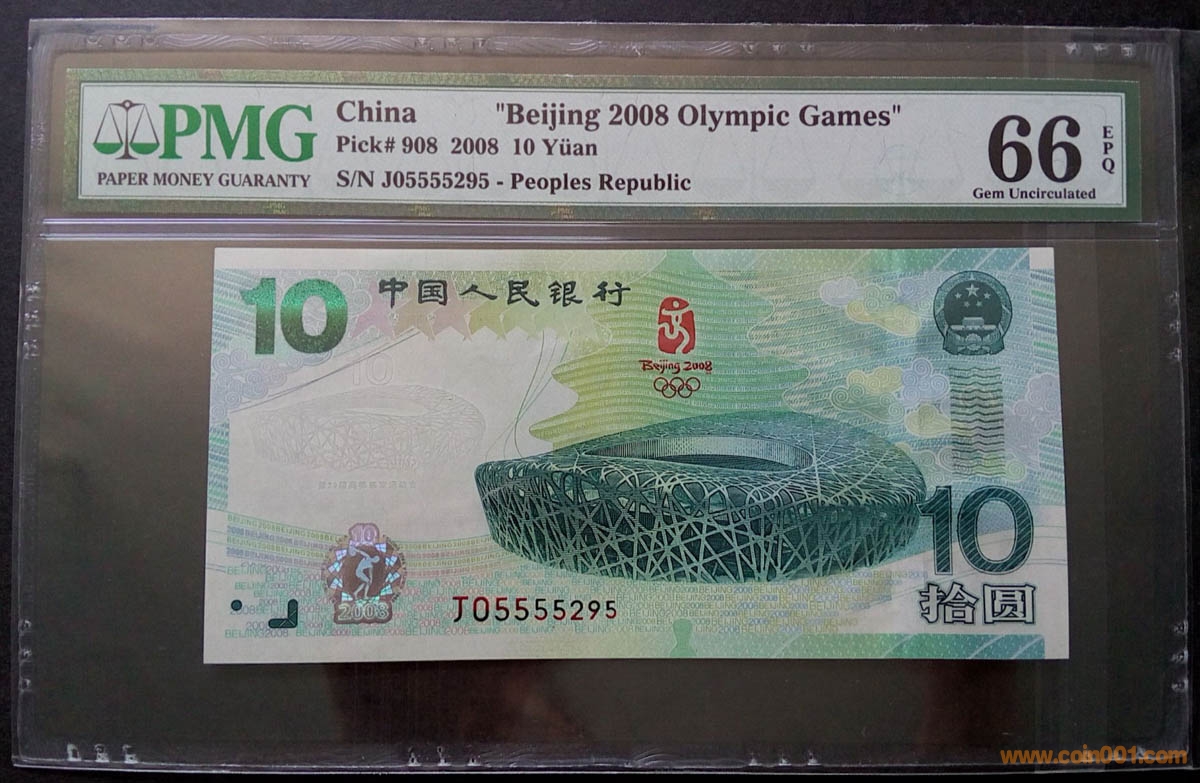 PMG
PAPER MONEY GUARANTY
China "Beijing 2008 Olympic Games"
Pick# 908 2008 10 Yüan
S/N J05555295 - Peoples Republic
66
EPQ
Gem Uncirculated
10
中国人民银行
Beijing 2008
10
10
10
2008
J05555295
10
拾圆
BEIJING2008
www.coin001.com